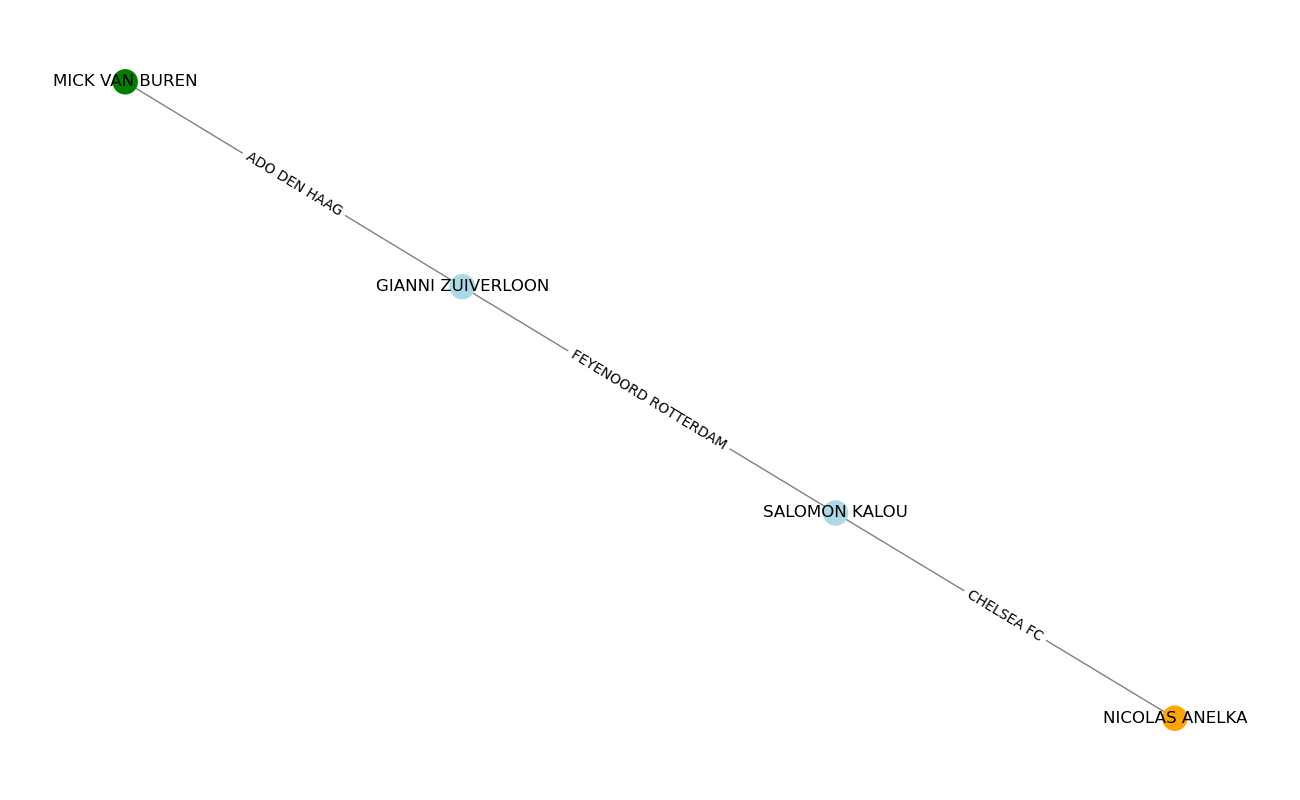 MICK VAN BUREN
ADO DEN HAAG
GIANNI ZUIVERLOON
FEYENOORD ROTTERDAM
SALOMON KALOU
CHELSEA FC
NICOLAS ANELKA